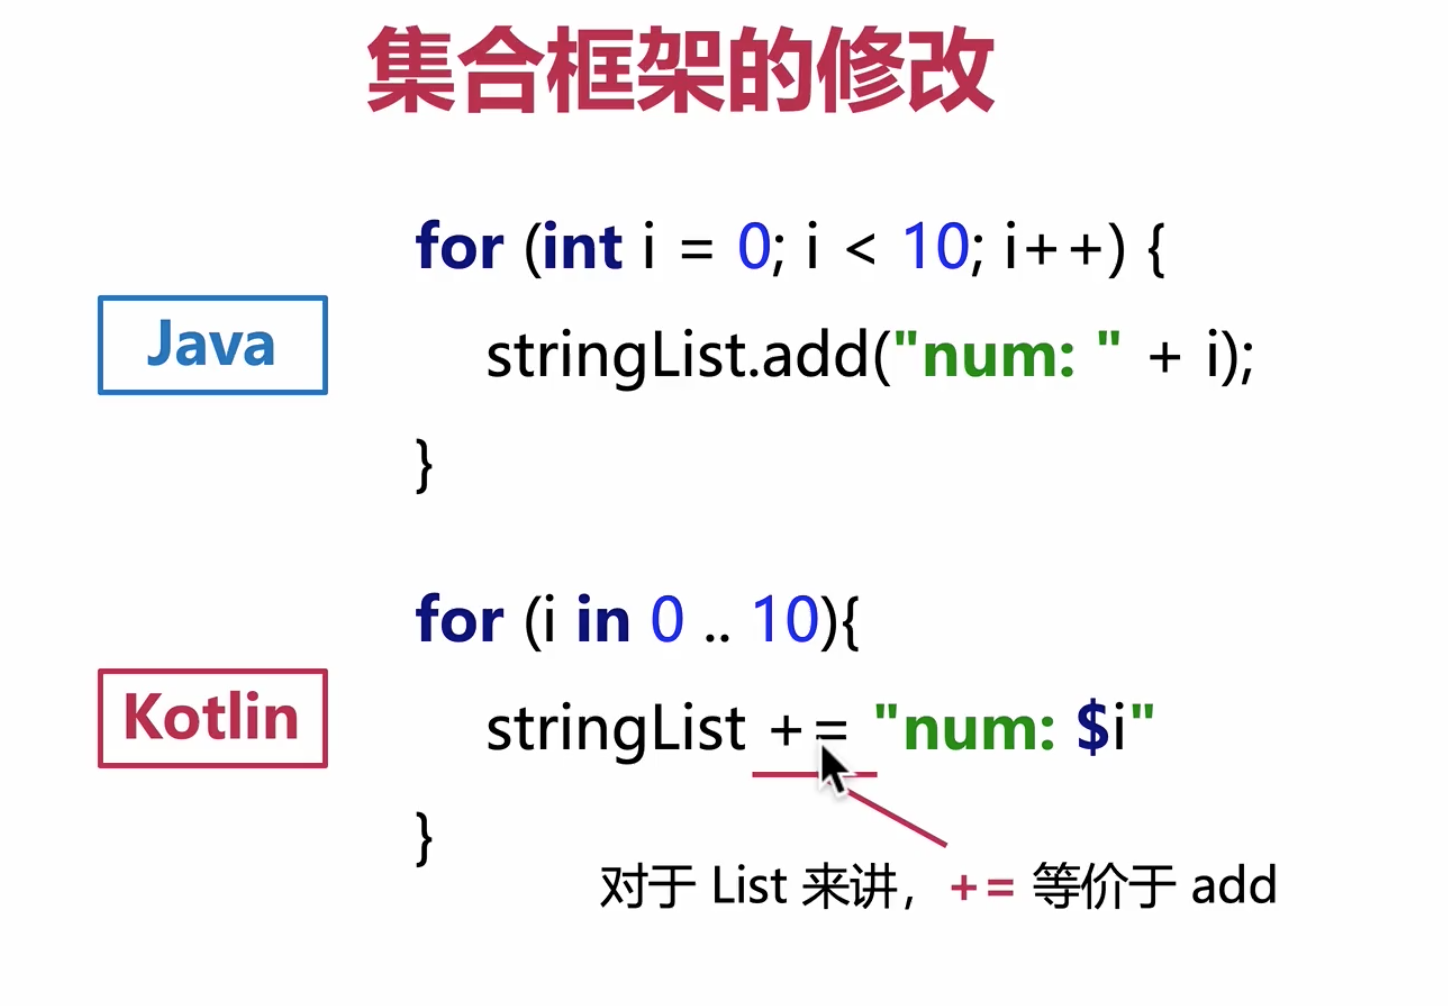 集合框架的修改
for (int i = 0; i < 10; i++) {
Java
stringList.add("num: " + i);
}
for (i in 0 .. 10){
Kotlin
stringList += "num: $i"
}
对于 List 来讲，+= 等价于 add